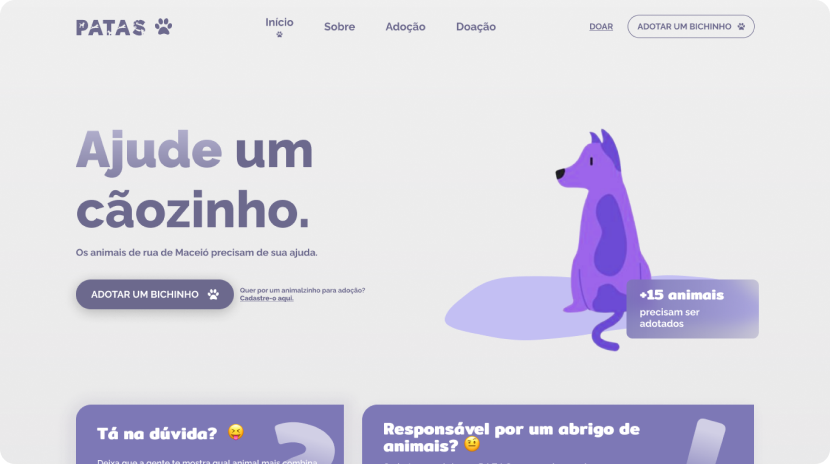 PATAS
Início
Sobre
Adoção
Doação
DOAR
ADOTAR UM BICHINHO
Ajude um
cãozinho.
Os animais de rua de Maceió precisam de sua ajuda.
ADOTAR UM BICHINHO
Quer por um animalzinho para adoção?
Cadastre-o aqui.
+15 animais
precisam ser
adotados
Tá na dúvida? 😝
?
Deixa que a gente te mostra qual animal mais combina
Responsável por um abrigo de
animais? 🤨
!